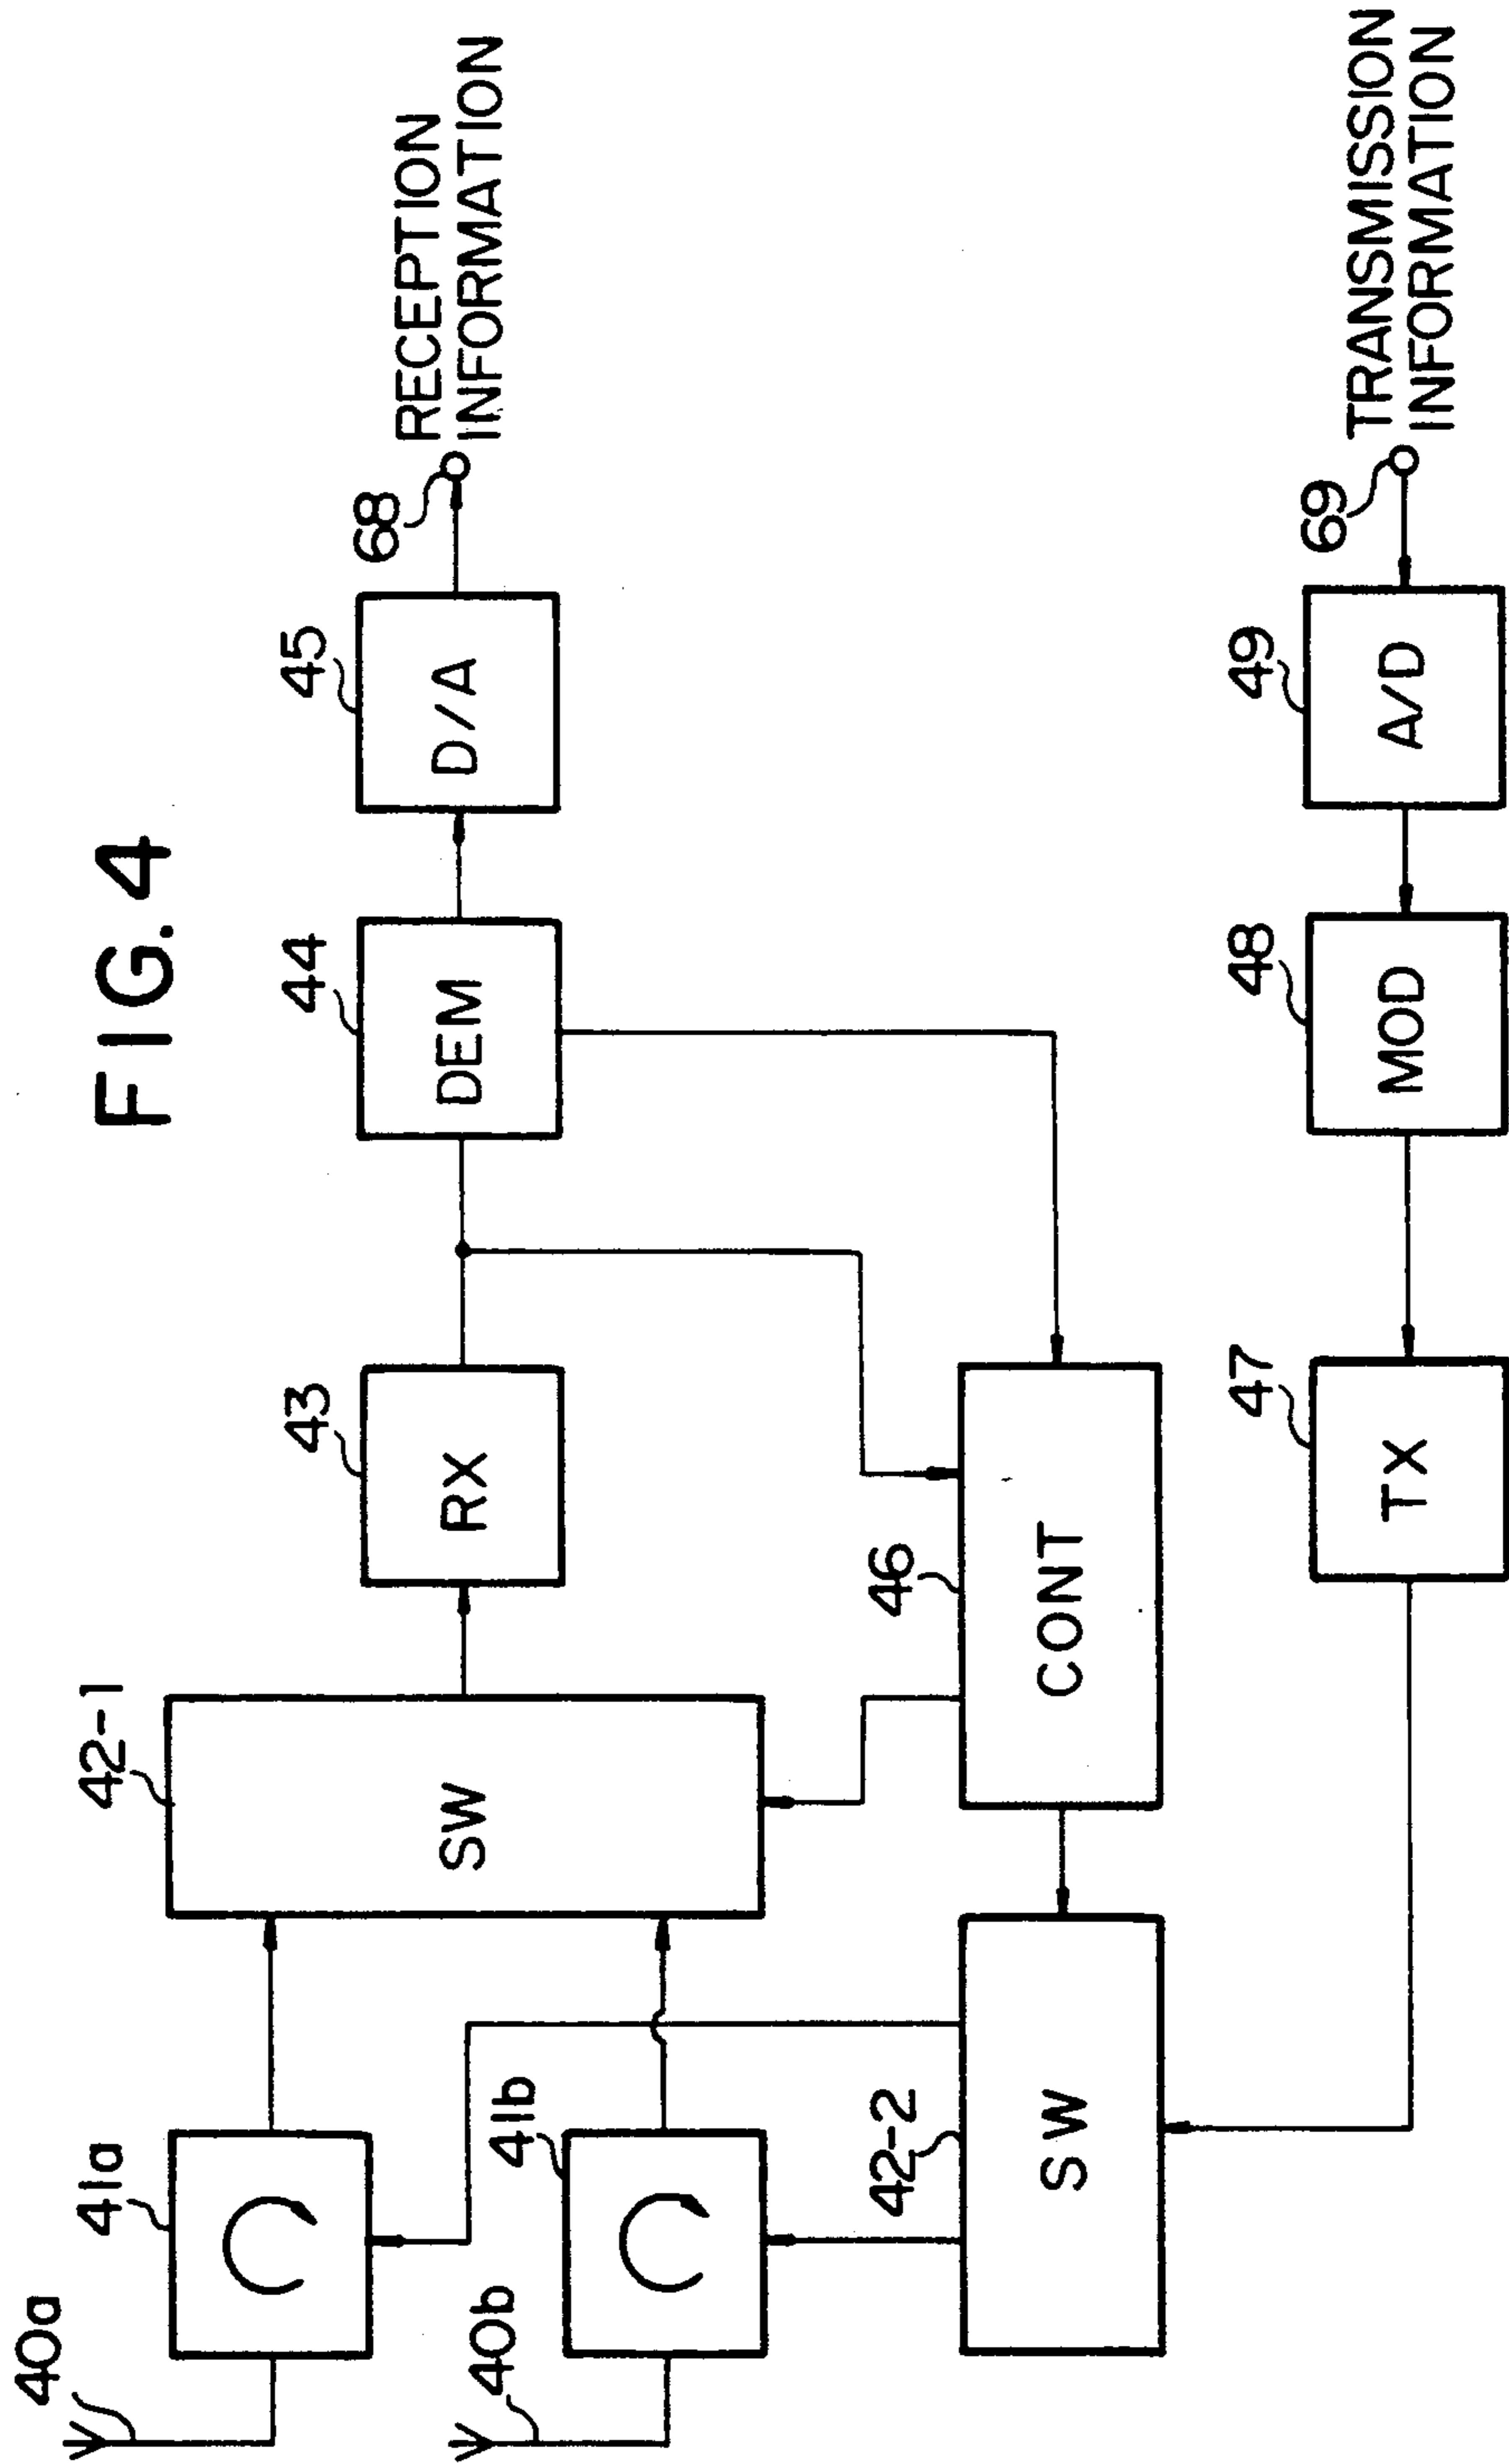 FIG. 4
40a
41a
42-1
SW
43
RX
44
DEM
45
D/A
68
RECEPTION
INFORMATION
40b
41b
42-2
SW
46
CONT
47
TX
48
MOD
49
A/D
69
TRANSMISSION
INFORMATION